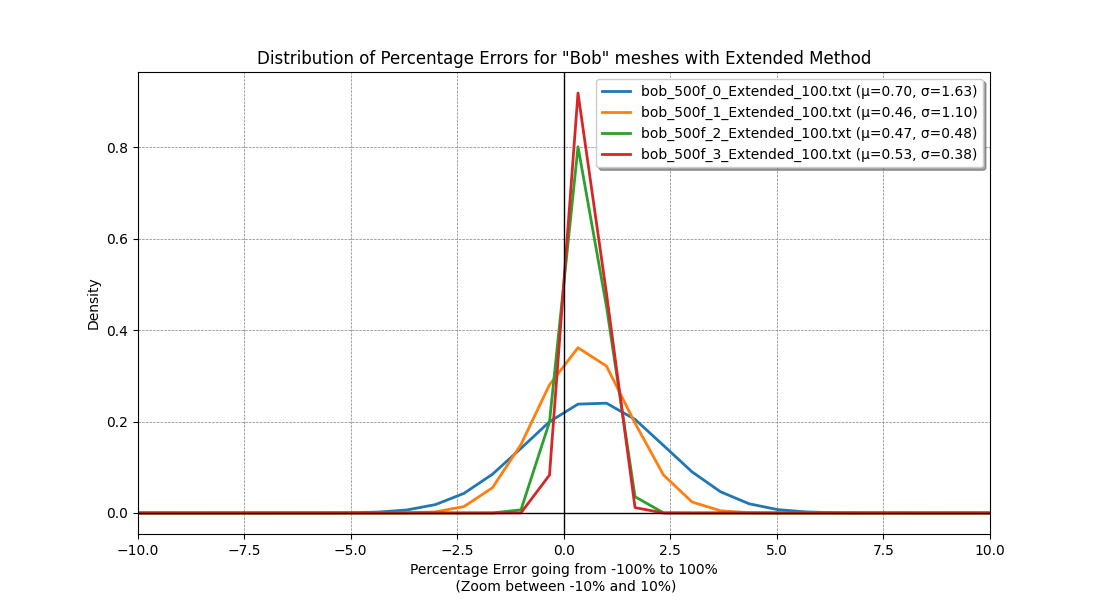 Distribution of Percentage Errors for "Bob" meshes with Extended Method
bob_500f_0_Extended_100.txt (μ=0.70, σ=1.63)
bob_500f_1_Extended_100.txt (μ=0.46, σ=1.10)
bob_500f_2_Extended_100.txt (μ=0.47, σ=0.48)
bob_500f_3_Extended_100.txt (μ=0.53, σ=0.38)
Density
0.8
0.6
0.4
0.2
0.0
−10.0 −7.5 −5.0 −2.5 0.0 2.5 5.0 7.5 10.0
Percentage Error going from -100% to 100%
(Zoom between -10% and 10%)